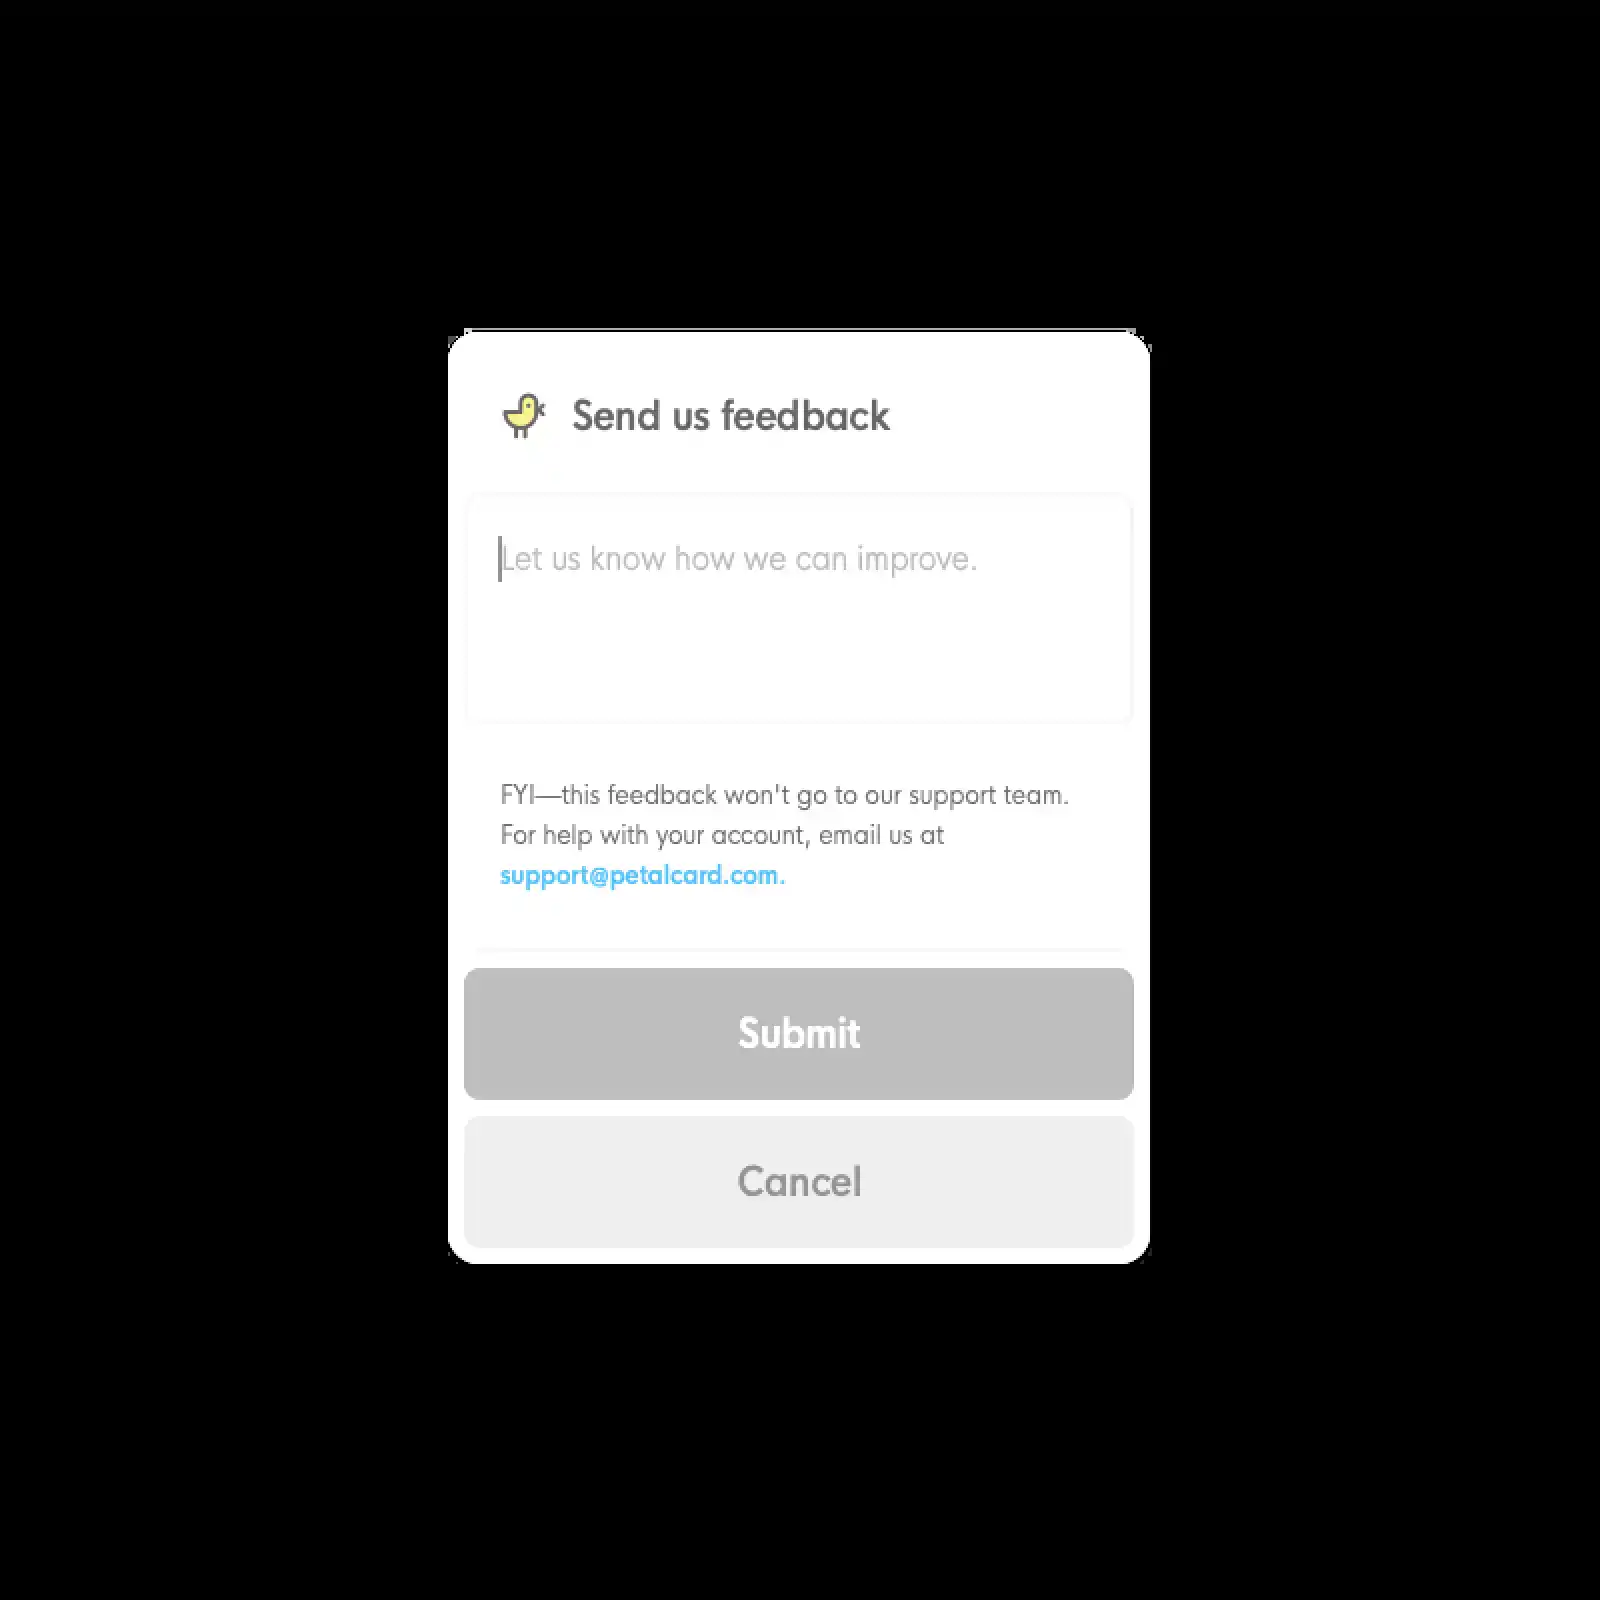 Send us feedback
Let us know how we can improve.
FYI—this feedback won't go to our support team.
For help with your account, email us at
support@petalcard.com.
Submit
Cancel